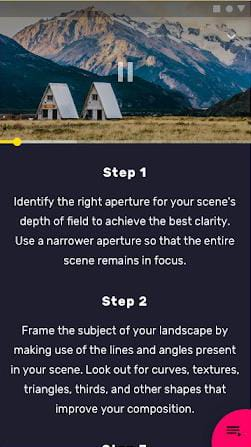 Step 1
Identify the right aperture for your scene's
depth of field to achieve the best clarity.
Use a narrower aperture so that the entire
scene remains in focus.
Step 2
Frame the subject of your landscape by
making use of the lines and angles present
in your scene. Look out for curves, textures,
triangles, thirds, and other shapes that
improve your composition.